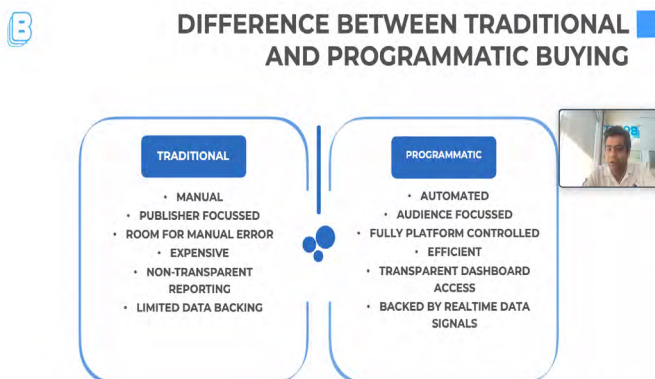 B
DIFFERENCE BETWEEN TRADITIONAL
AND PROGRAMMATIC BUYING
TRADITIONAL
• MANUAL
• PUBLISHER FOCUSSED
• ROOM FOR MANUAL ERROR
• EXPENSIVE
• NON-TRANSPARENT
REPORTING
• LIMITED DATA BACKING
PROGRAMMATIC
• AUTOMATED
• AUDIENCE FOCUSSED
• FULLY PLATFORM CONTROLLED
• EFFICIENT
• TRANSPARENT DASHBOARD
ACCESS
• BACKED BY REALTIME DATA
SIGNALS